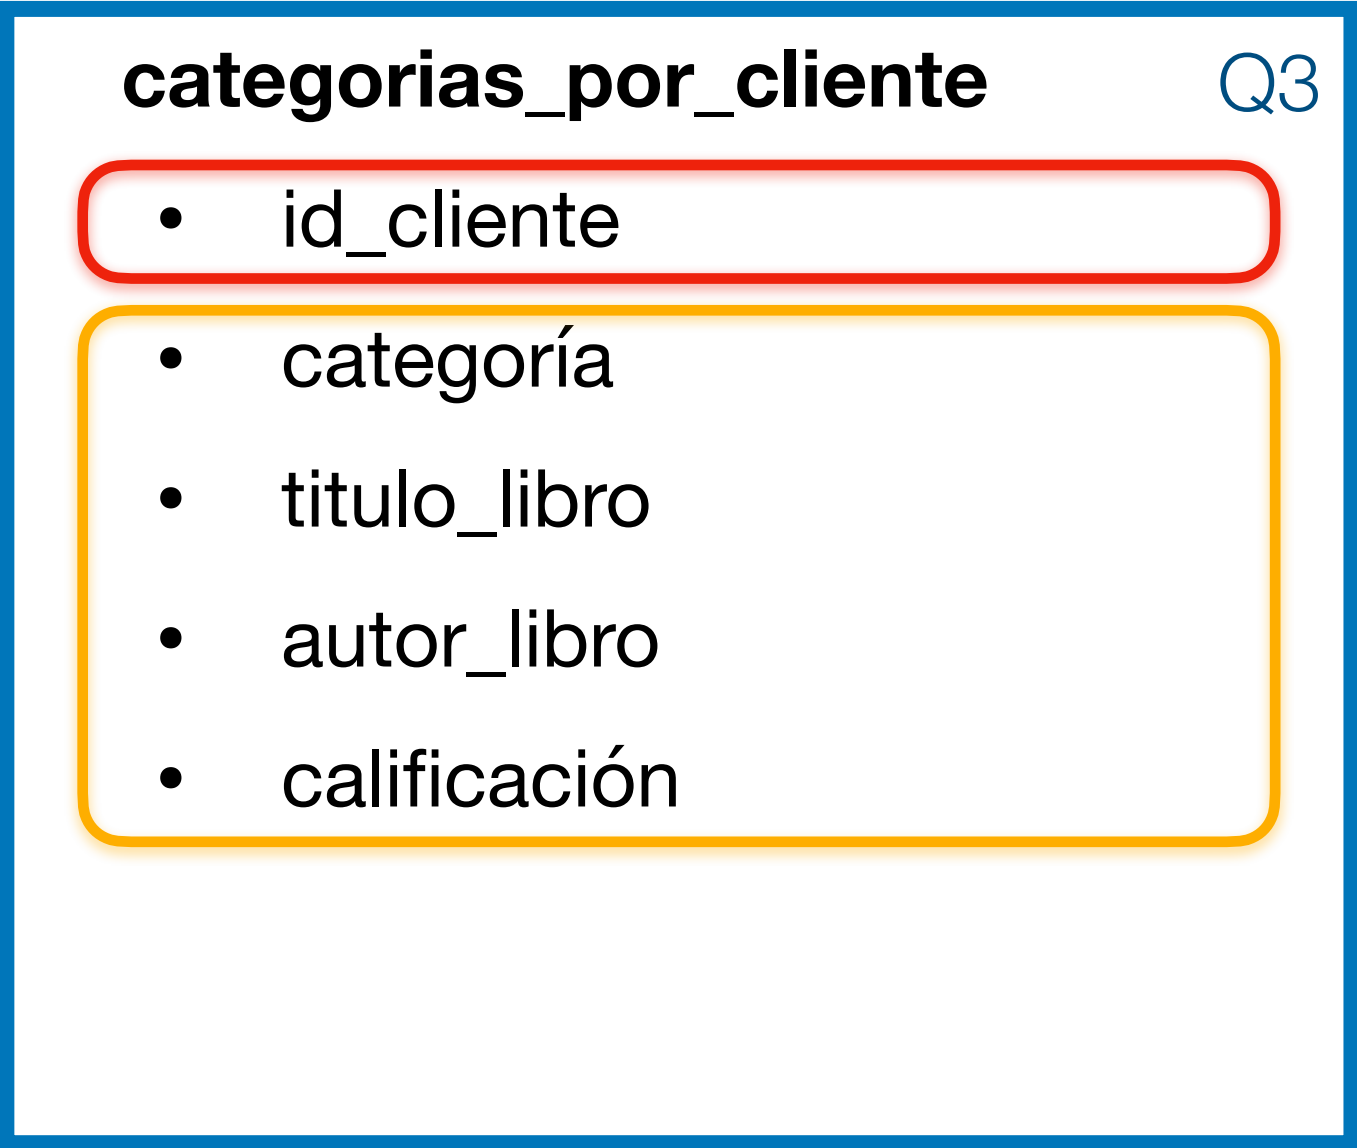 categorias_por_cliente Q3
• id_cliente
• categoría
• titulo_libro
• autor_libro
• calificación